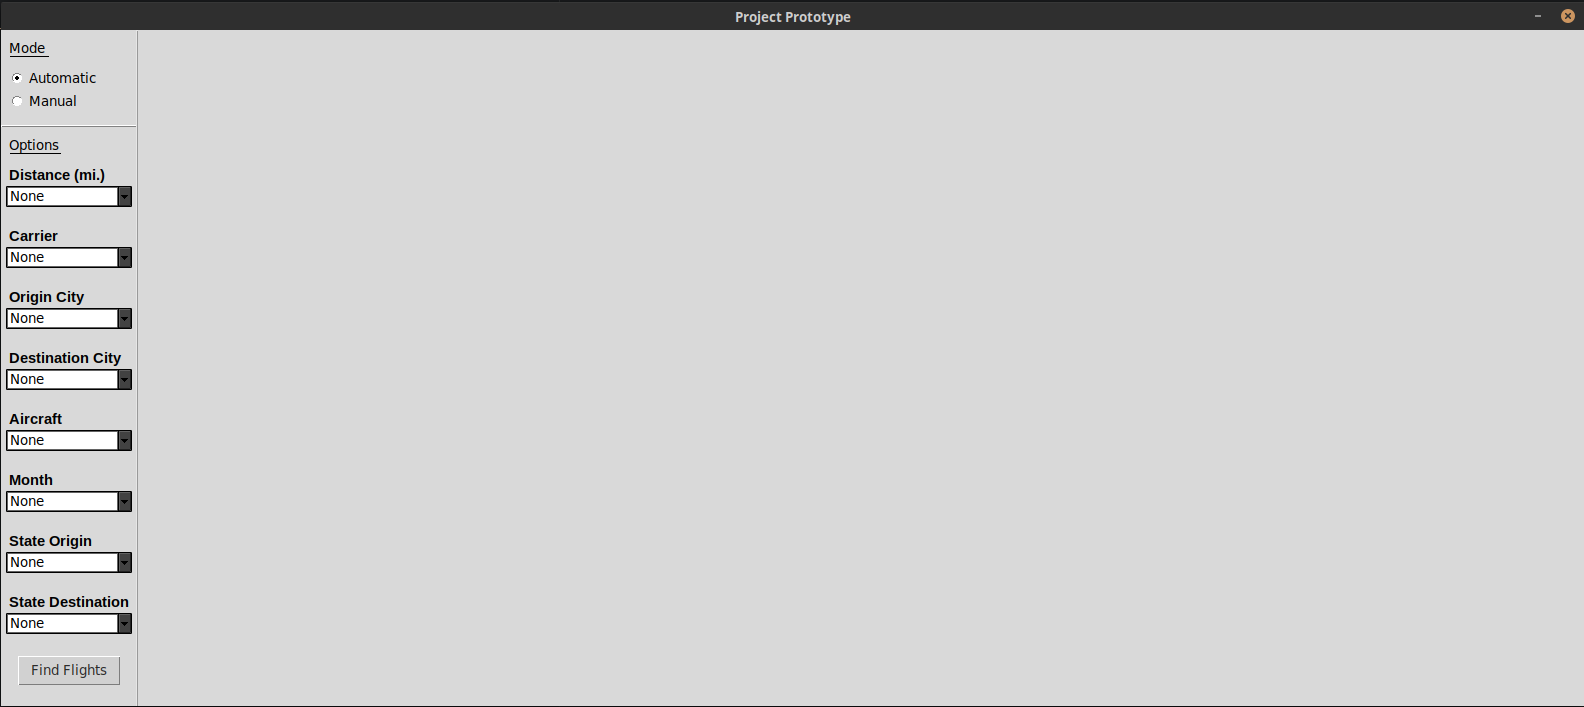 Project Prototype
Mode
Automatic
Manual
Options
Distance (mi.)
None
Carrier
None
Origin City
None
Destination City
None
Aircraft
None
Month
None
State Origin
None
State Destination
None
Find Flights